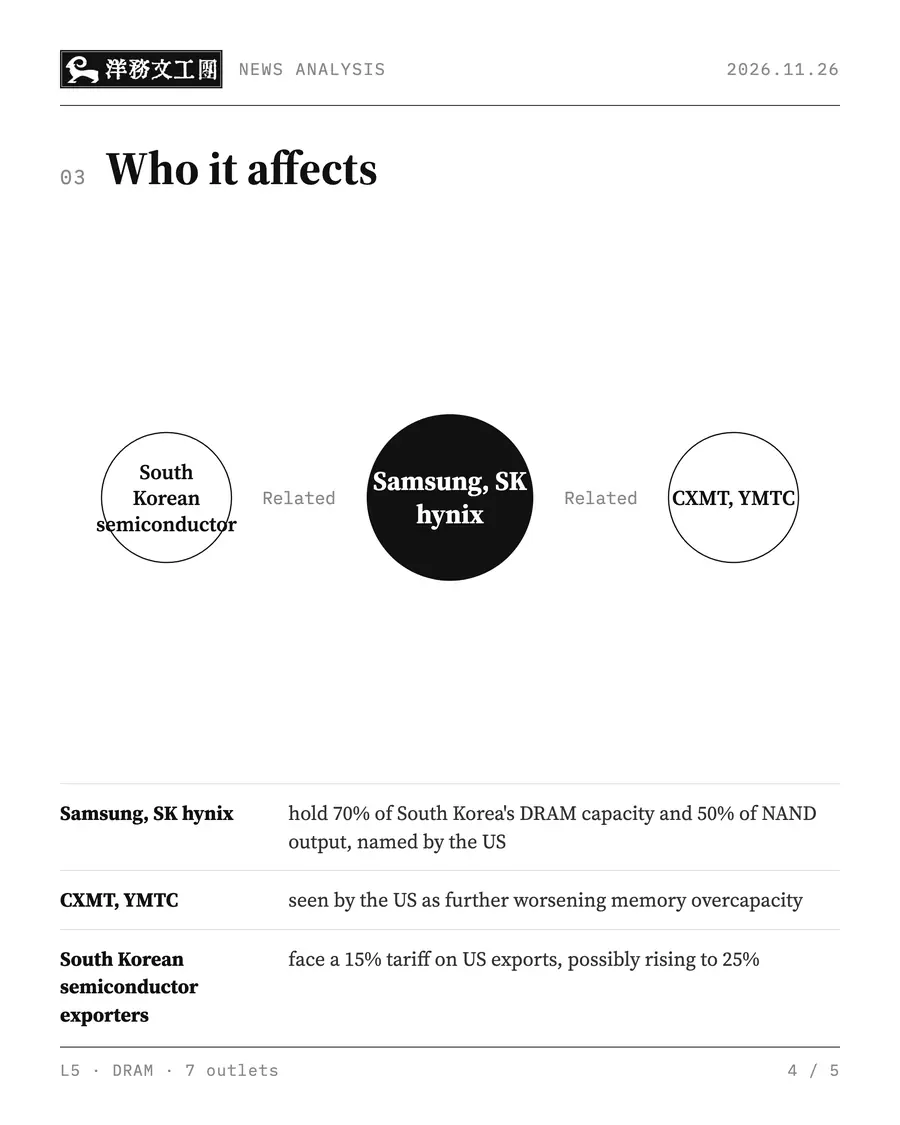 洋務文工團 NEWS ANALYSIS 2026.11.26
03 Who it affects
South
Korean
semiconductor
Related
Samsung, SK
hynix
Related
CXMT, YMTC
Samsung, SK hynix hold 70% of South Korea's DRAM capacity and 50% of NAND
output, named by the US
CXMT, YMTC seen by the US as further worsening memory overcapacity
South Korean face a 15% tariff on US exports, possibly rising to 25%
semiconductor
exporters
L5 · DRAM · 7 outlets 4 / 5